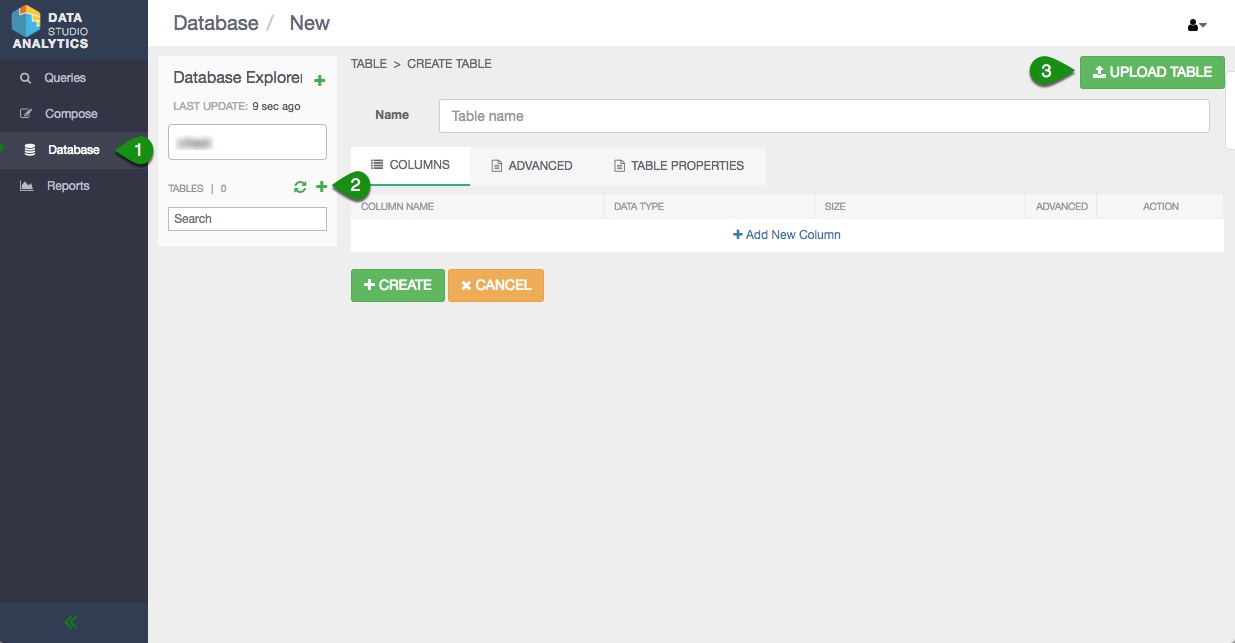 DATA
STUDIO
ANALYTICS
Queries
Compose
Database
Reports
1
Database / New
Database Explorer
LAST UPDATE: 9 sec ago
TABLES | 0
2
Search
TABLE > CREATE TABLE
3
UPLOAD TABLE
Name
Table name
COLUMNS
ADVANCED
TABLE PROPERTIES
COLUMN NAME
DATA TYPE
SIZE
ADVANCED
ACTION
+ Add New Column
+ CREATE
× CANCEL